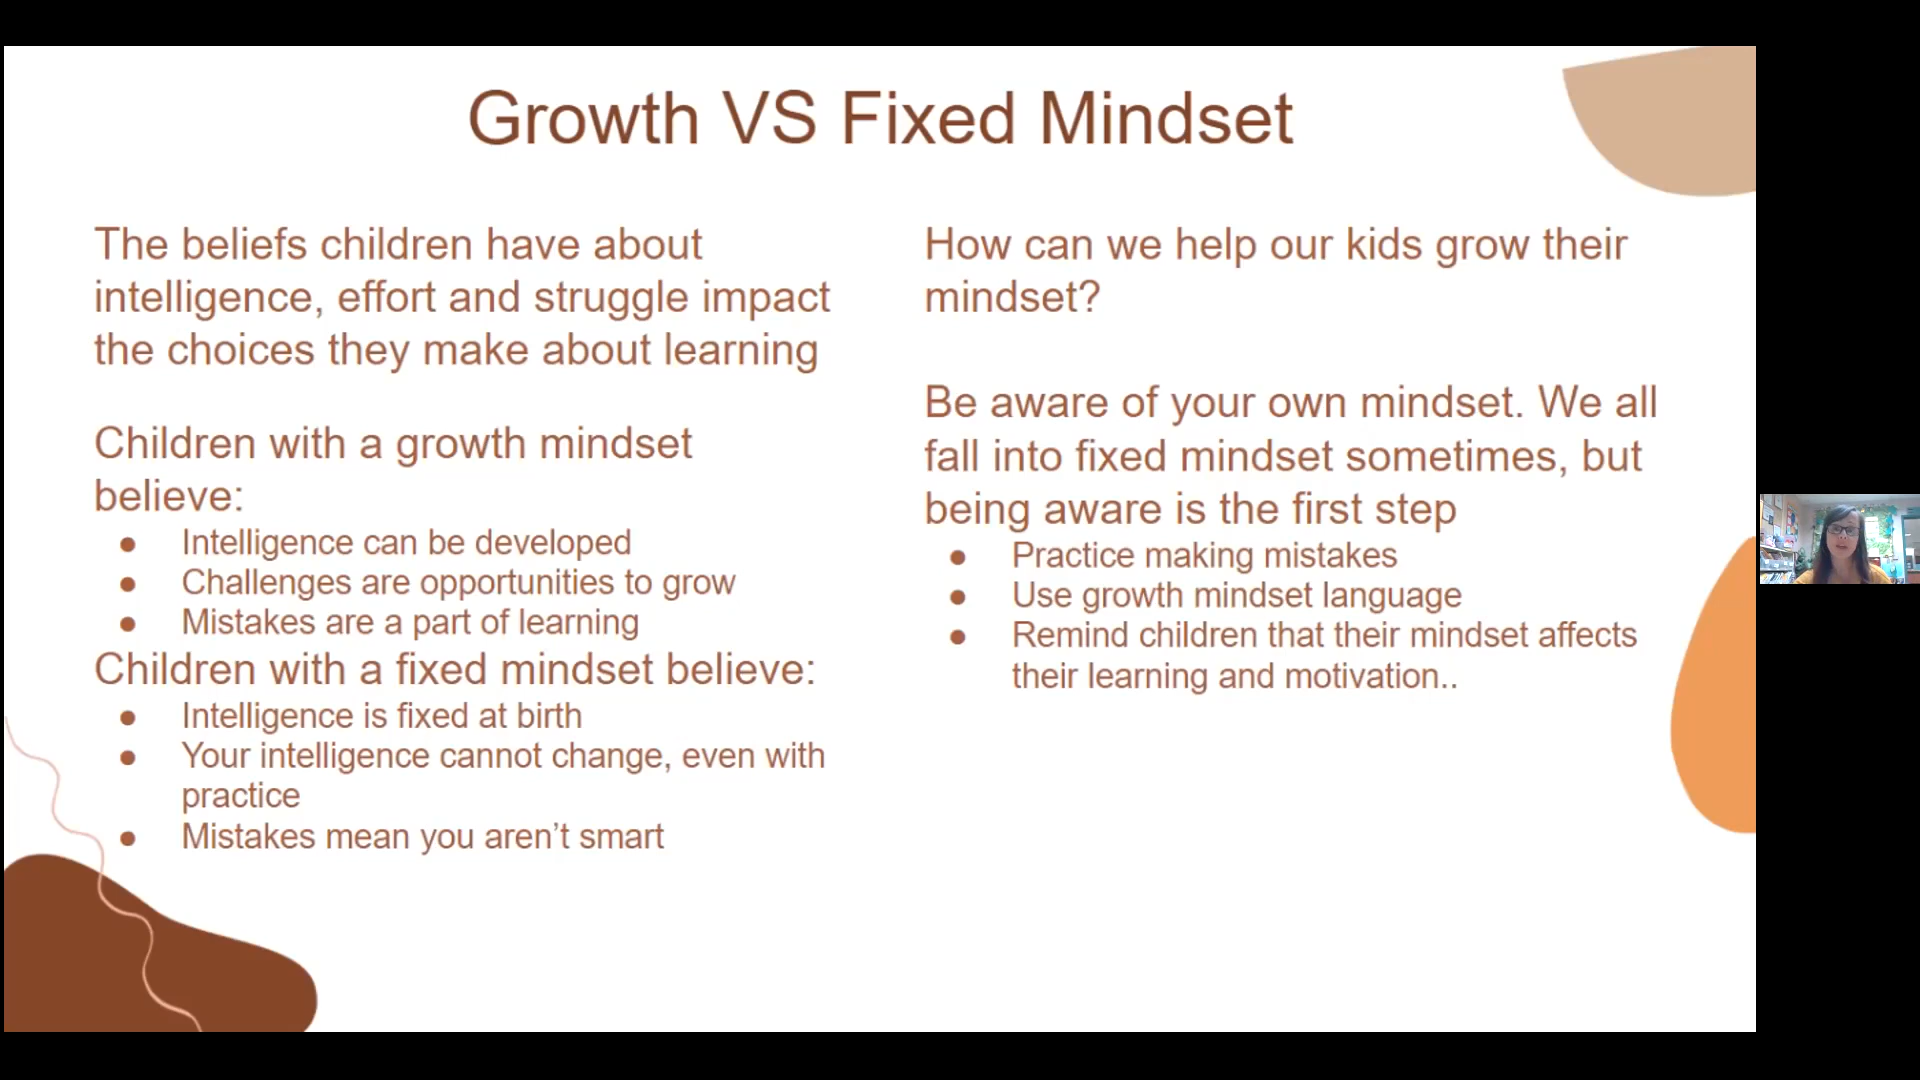 Growth VS Fixed Mindset
The beliefs children have about
intelligence, effort and struggle impact
the choices they make about learning
Children with a growth mindset
believe:
● Intelligence can be developed
● Challenges are opportunities to grow
● Mistakes are a part of learning
Children with a fixed mindset believe:
● Intelligence is fixed at birth
● Your intelligence cannot change, even with
practice
● Mistakes mean you aren’t smart
How can we help our kids grow their
mindset?
Be aware of your own mindset. We all
fall into fixed mindset sometimes, but
being aware is the first step
● Practice making mistakes
● Use growth mindset language
● Remind children that their mindset affects
their learning and motivation..